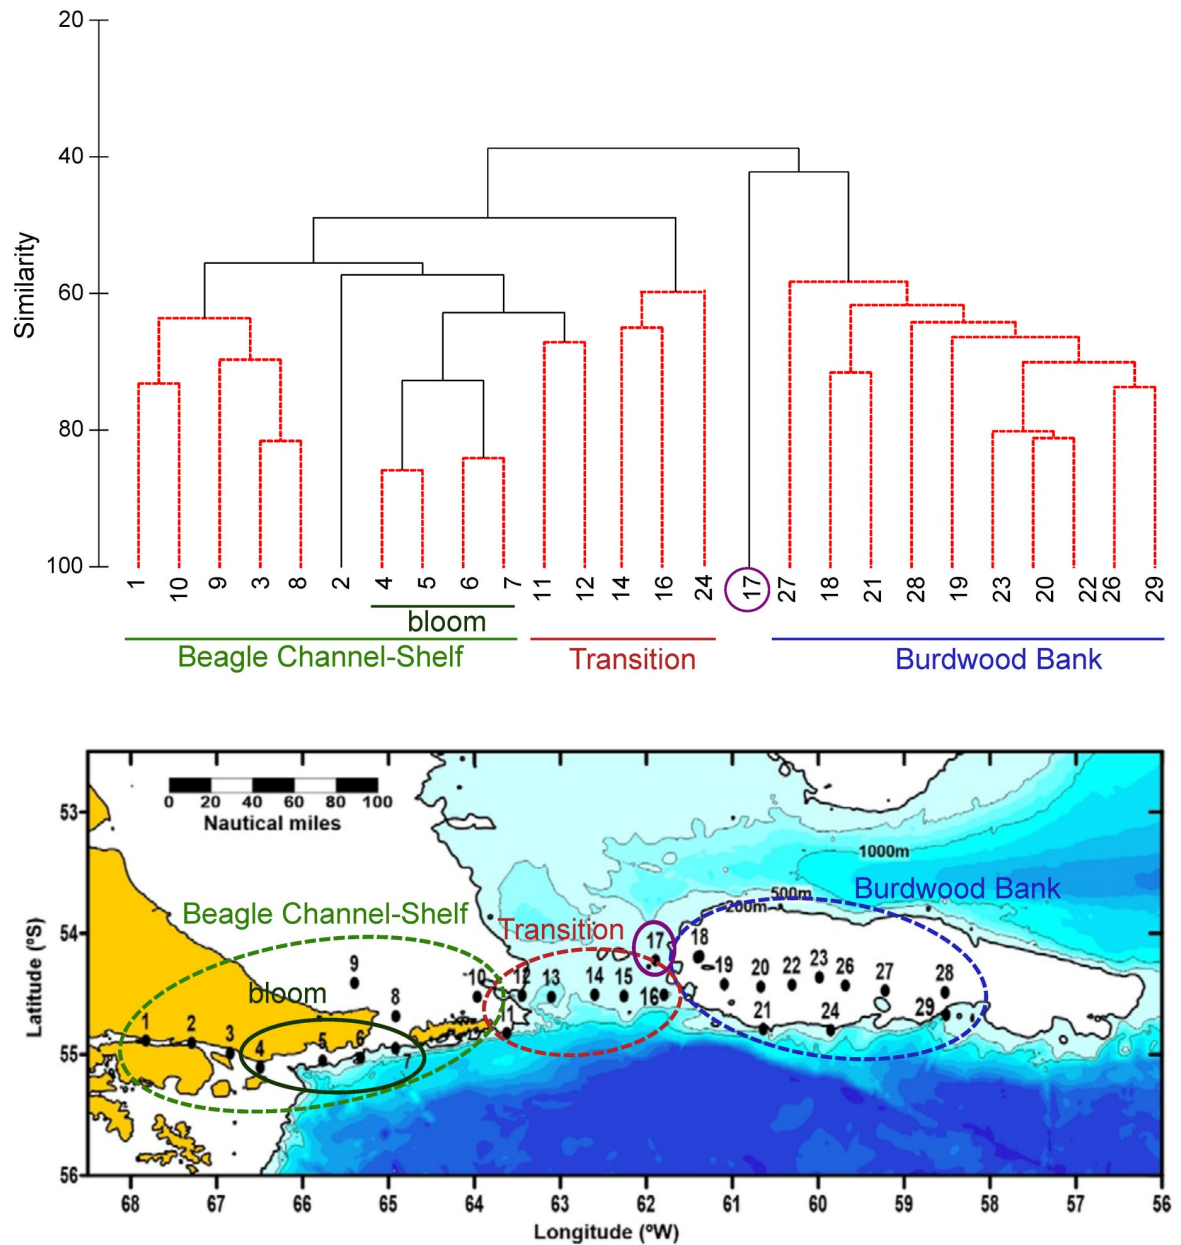 20
40
60
80
100
Similarity
1 10 9 3 8 2 4 5 6 7 11 12 14 16 24 17 27 18 21 28 19 23 20 22 26 29
bloom
Beagle Channel-Shelf
Transition
Burdwood Bank
0 20 40 60 80 100
Nautical miles
1000m
500m
200m
Burdwood Bank
Beagle Channel-Shelf
Transition
bloom
1 2 3 4 5 6 7 8 9 10 11 12 13 14 15 16 17 18 19 20 21 22 23 24 26 27 28 29
53
54
55
56
Latitude (ºS)
68 67 66 65 64 63 62 61 60 59 58 57 56
Longitude (ºW)